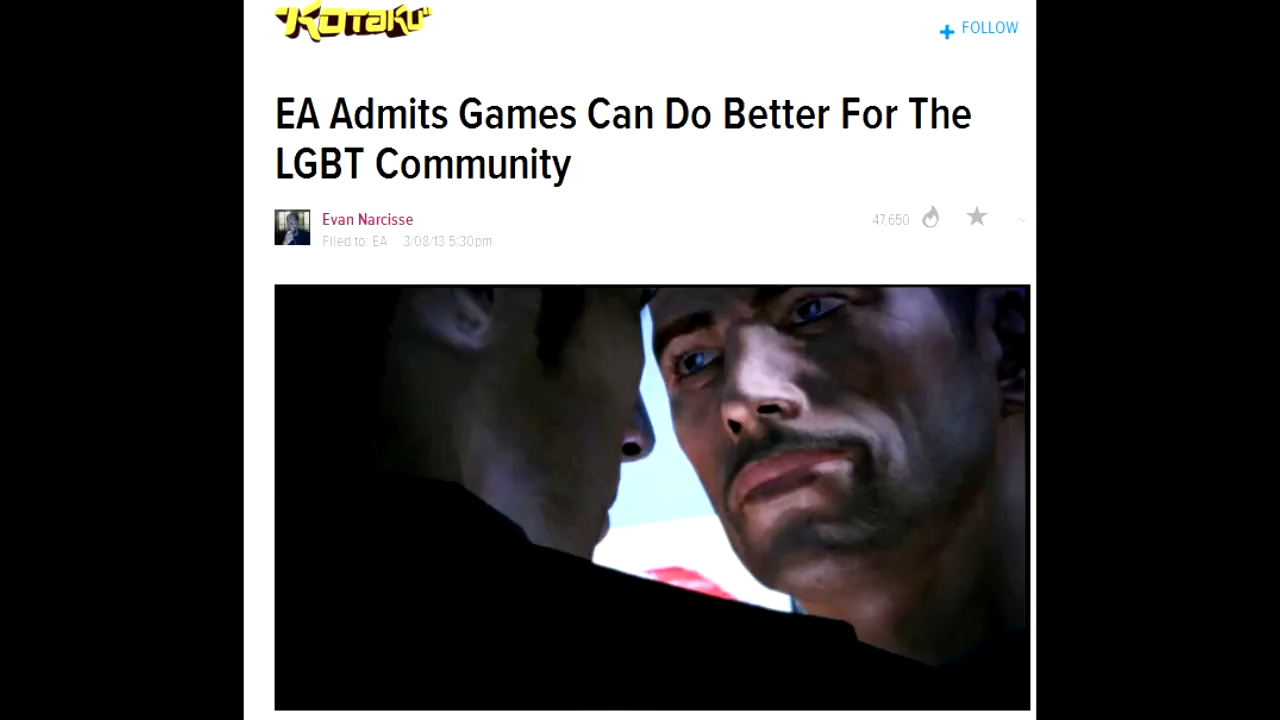 KOTAKU
+ FOLLOW
EA Admits Games Can Do Better For The
LGBT Community
Evan Narcisse
47,650
Filed to: EA 3/08/13 5:30pm